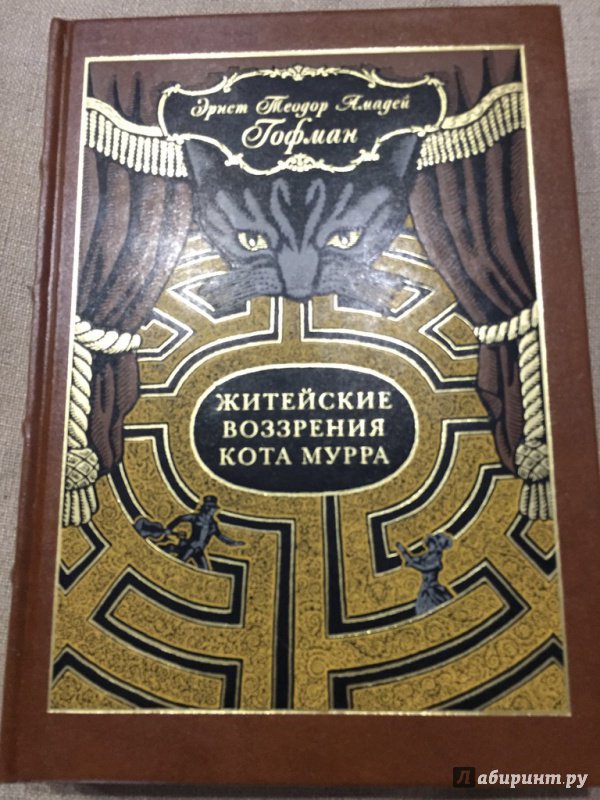 Эрнст Теодор Амадей
Гофман
ЖИТЕЙСКИЕ
ВОЗЗРЕНИЯ
КОТА МУРРА
Лабиринт.ру